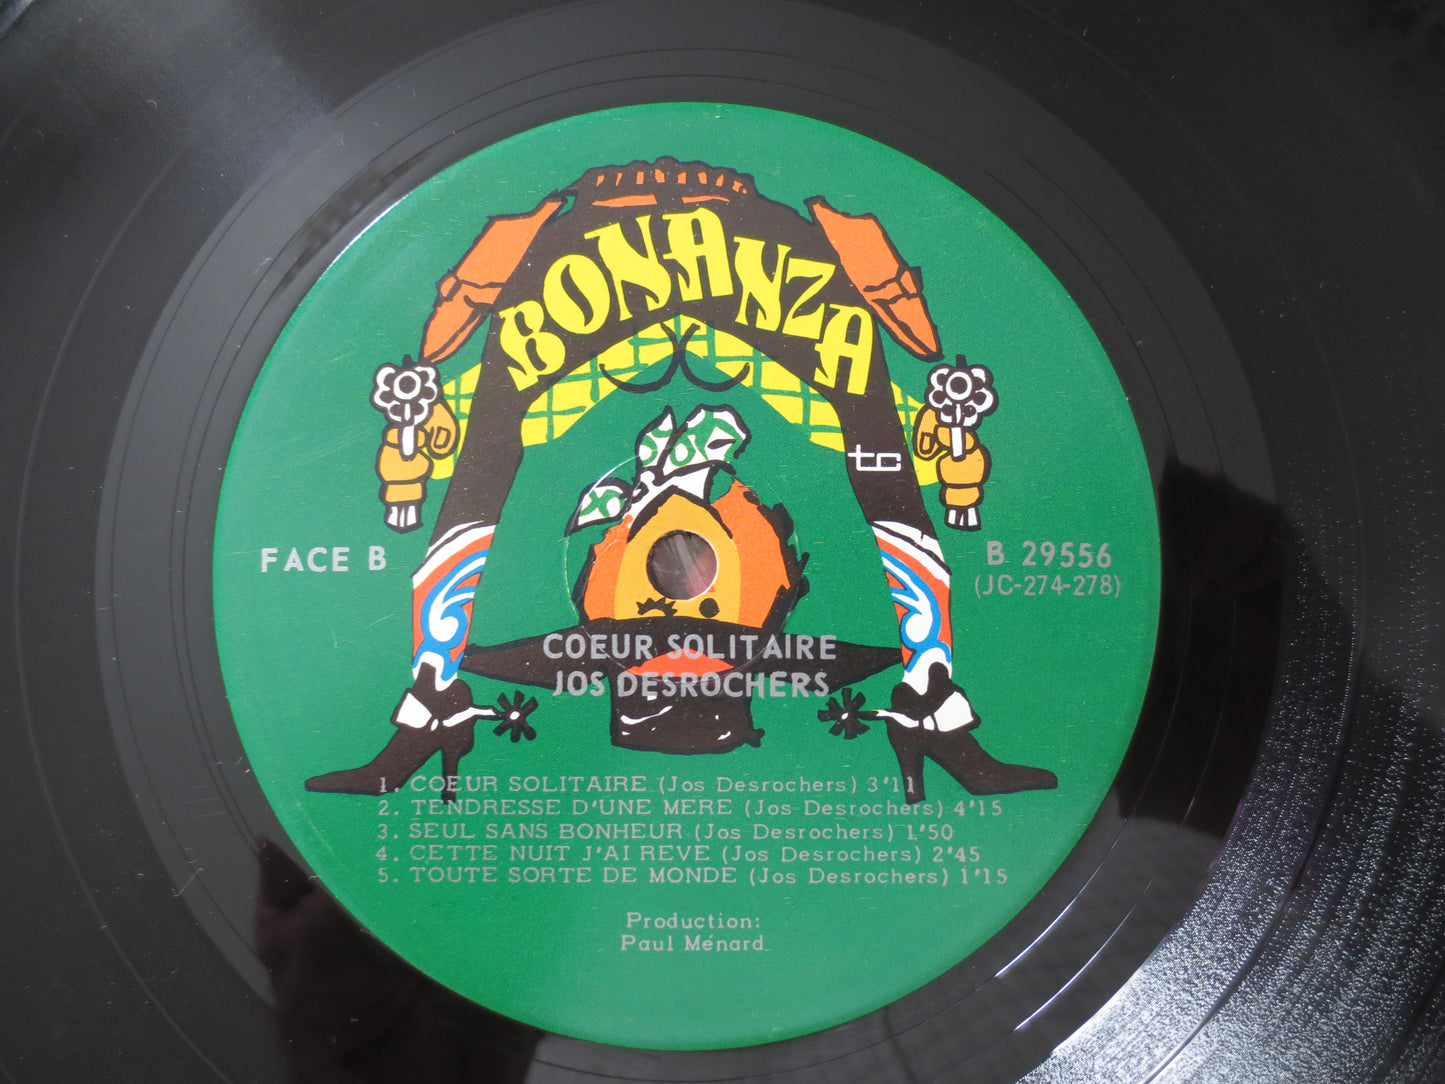 BONANZA
tc
FACE B
B 29556
(JC-274-278)
COEUR SOLITAIRE
JOS DESROCHERS
1. COEUR SOLITAIRE (Jos Desrochers) 3'11
2. TENDRESSE D'UNE MERE (Jos Desrochers) 4'15
3. SEUL SANS BONHEUR (Jos Desrochers) 1'50
4. CETTE NUIT J'AI REVE (Jos Desrochers) 2'45
5. TOUTE SORTE DE MONDE (Jos Desrochers) 1'15
Production:
Paul Ménard